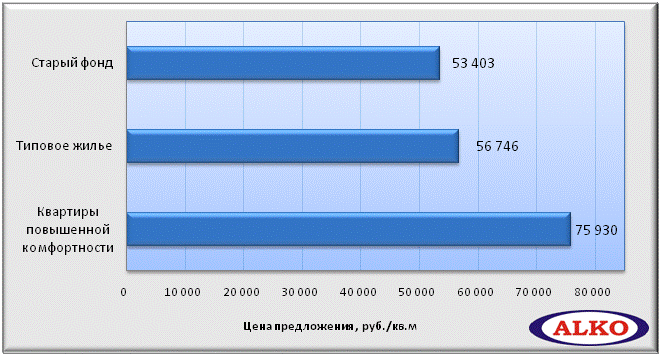 Старый фонд
53 403
Типовое жилье
56 746
Квартиры
повышенной
комфортности
75 930
0 10 000 20 000 30 000 40 000 50 000 60 000 70 000 80 000
Цена предложения, руб./кв.м
ALKO